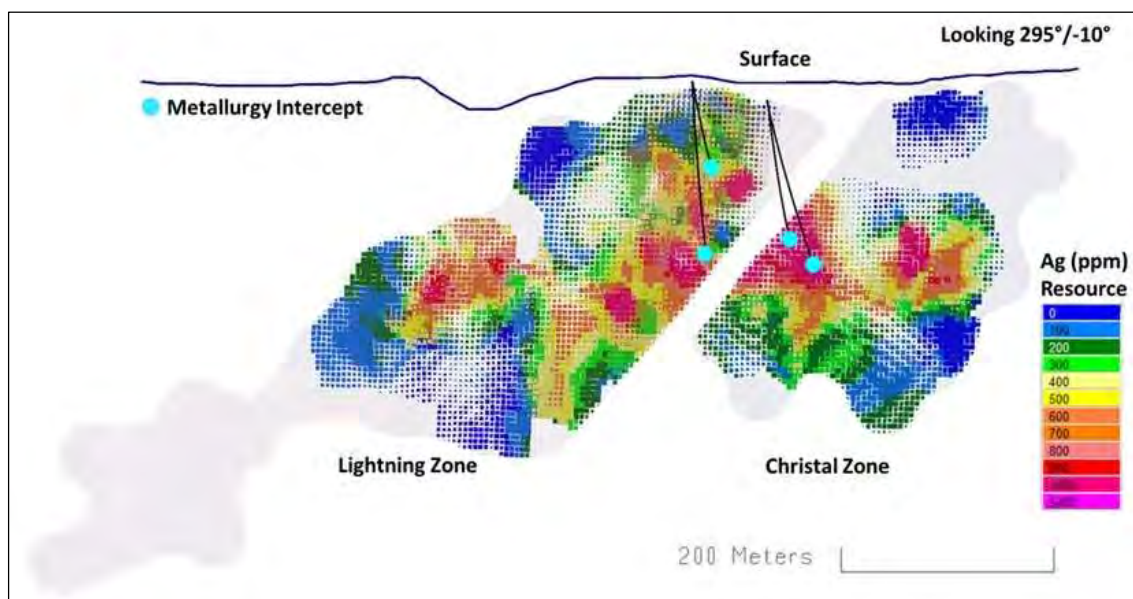 Looking 295°/-10°
Surface
Metallurgy Intercept
Ag (ppm)
Resource
0
100
200
300
400
500
600
700
800
Lightning Zone
Christal Zone
200 Meters